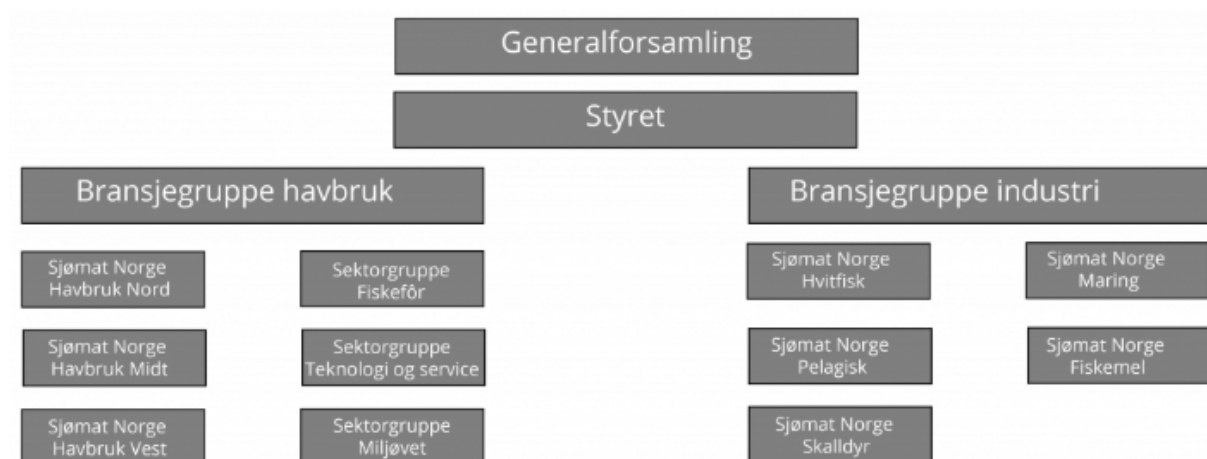 Generalforsamling
Styret
Bransjegruppe havbruk
Bransjegruppe industri
Sjømat Norge
Havbruk Nord
Sektorgruppe
Fiskefôr
Sjømat Norge
Hvitfisk
Sjømat Norge
Maring
Sjømat Norge
Havbruk Midt
Sektorgruppe
Teknologi og service
Sjømat Norge
Pelagisk
Sjømat Norge
Fiskemel
Sjømat Norge
Havbruk Vest
Sektorgruppe
Miljøvet
Sjømat Norge
Skalldyr